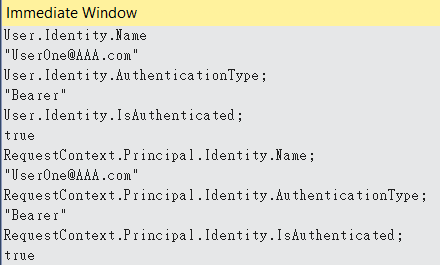 Immediate Window
User.Identity.Name
"UserOne@AAA.com"
User.Identity.AuthenticationType;
"Bearer"
User.Identity.IsAuthenticated;
true
RequestContext.Principal.Identity.Name;
"UserOne@AAA.com"
RequestContext.Principal.Identity.AuthenticationType;
"Bearer"
RequestContext.Principal.Identity.IsAuthenticated;
true